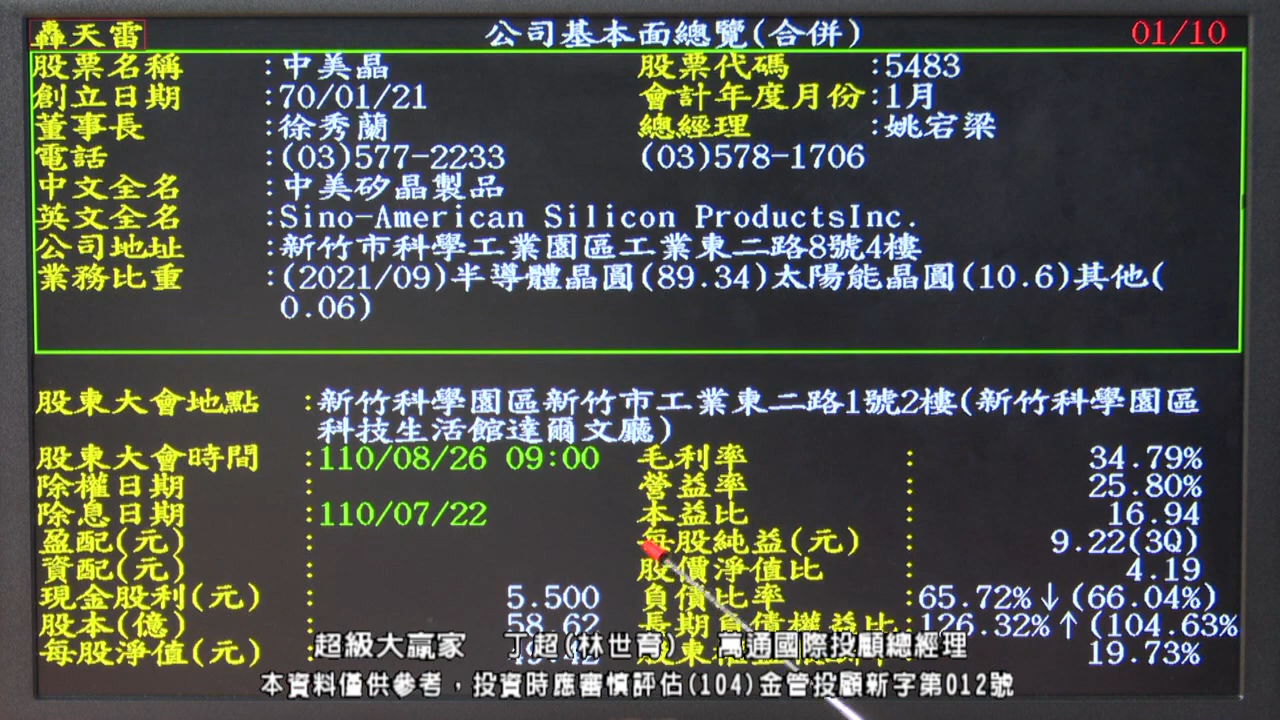 轟天雷 公司基本面總覽(合併) 01/10
股票名稱 :中美晶 股票代碼 :5483
創立日期 :70/01/21 會計年度月份:1月
董事長 :徐秀蘭 總經理 :姚宕梁
電話 :(03)577-2233 (03)578-1706
中文全名 :中美矽晶製品
英文全名 :Sino-American Silicon ProductsInc.
公司地址 :新竹市科學工業園區工業東二路8號4樓
業務比重 :(2021/09)半導體晶圓(89.34)太陽能晶圓(10.6)其他(
0.06)
股東大會地點 :新竹科學園區新竹市工業東二路1號2樓(新竹科學園區
科技生活館達爾文廳)
股東大會時間 :110/08/26 09:00 毛利率 : 34.79%
除權日期 : 營益率 : 25.80%
除息日期 :110/07/22 本益比 : 16.94
盈配(元) : 每股純益(元) : 9.22(3Q)
資配(元) : 股價淨值比 : 4.19
現金股利(元) : 5.500 負債比率 :65.72%↓(66.04%)
股本(億) : 58.62 長期負債權益比:126.32%↑(104.63%
每股淨值(元) : 19.73%
超級大贏家 丁超(林世育) 萬通國際投顧總經理
本資料僅供參考，投資時應審慎評估(104)金管投顧新字第012號